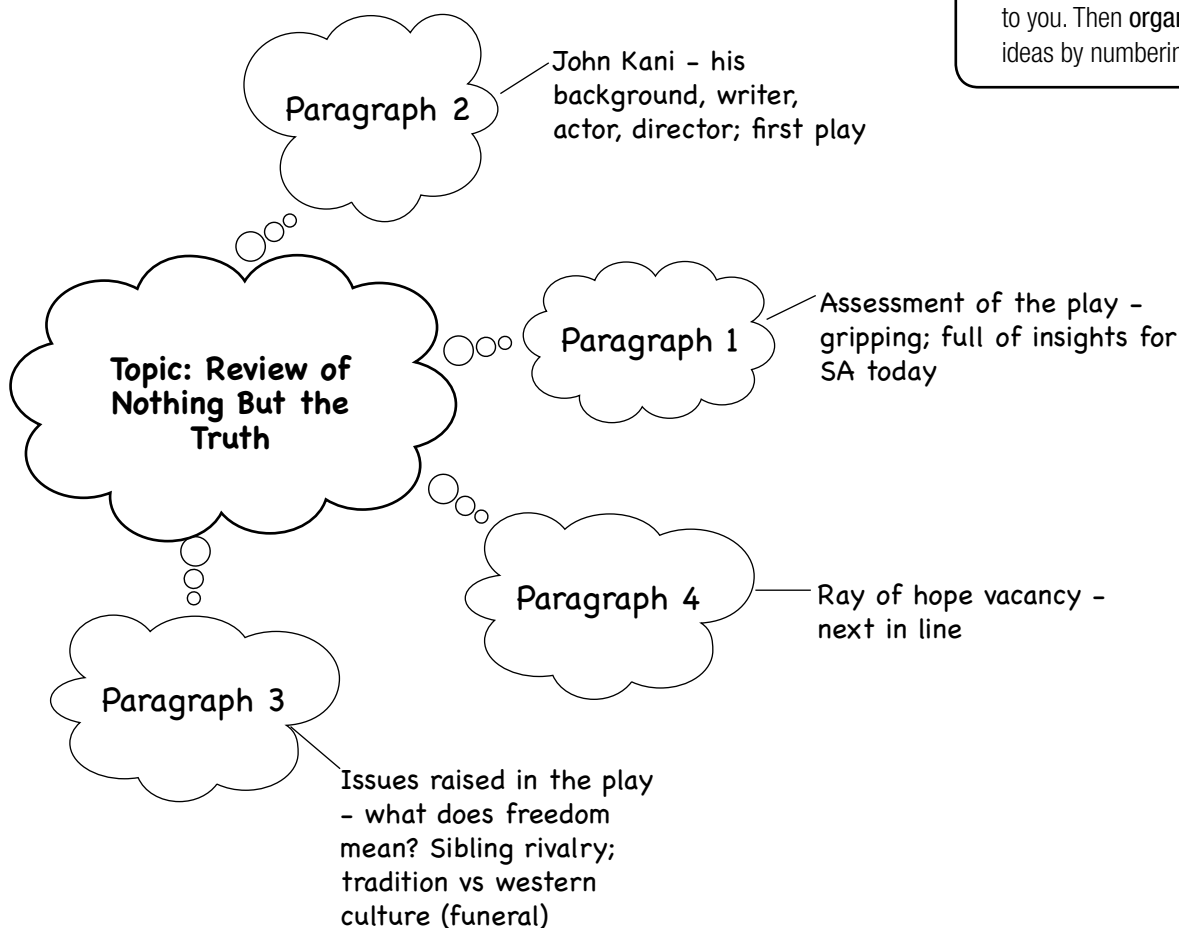 to you. Then organ
ideas by numberin
Paragraph 2
John Kani – his
background, writer,
actor, director; first play
Paragraph 1
Assessment of the play –
gripping; full of insights for
SA today
Topic: Review of
Nothing But the
Truth
Paragraph 4
Ray of hope vacancy –
next in line
Paragraph 3
Issues raised in the play
– what does freedom
mean? Sibling rivalry;
tradition vs western
culture (funeral)